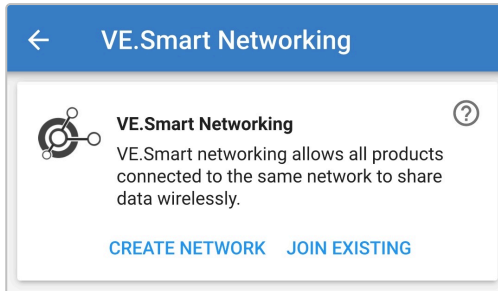 VE.Smart Networking
VE.Smart Networking
VE.Smart networking allows all products
connected to the same network to share
data wirelessly.
CREATE NETWORK JOIN EXISTING